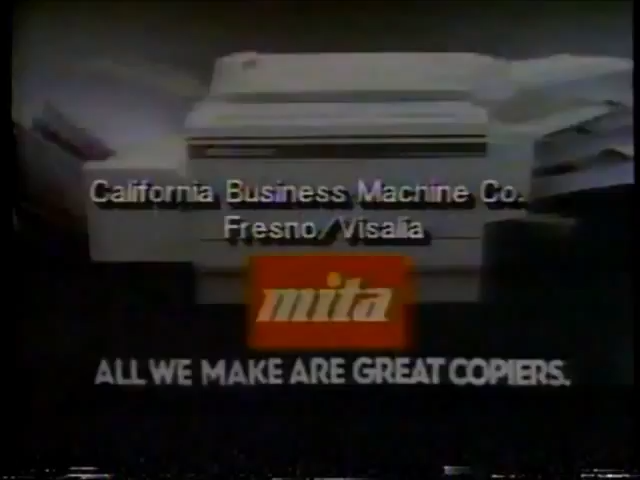 California Business Machine Co.
Fresno/Visalia
mita
ALL WE MAKE ARE GREAT COPIERS.